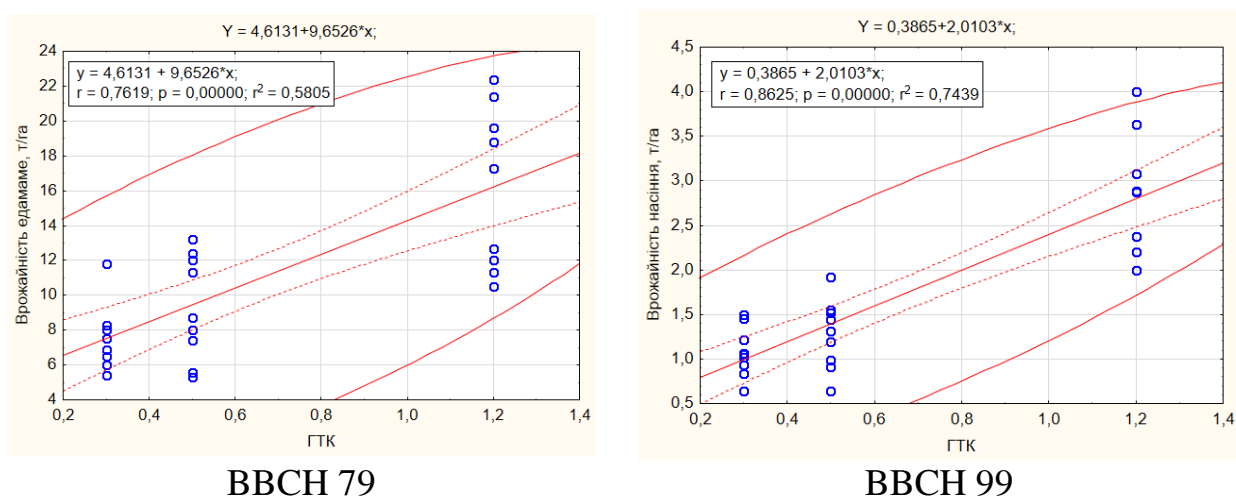 Y = 4,6131+9,6526*x;
y = 4,6131 + 9,6526*x;
r = 0,7619; p = 0,00000; r² = 0,5805
Врожайність едамаме, т/га
24
22
20
18
16
14
12
10
8
6
4
0,2 0,4 0,6 0,8 1,0 1,2 1,4
ГТК
BBCH 79
Y = 0,3865+2,0103*x;
y = 0,3865 + 2,0103*x;
r = 0,8625; p = 0,00000; r² = 0,7439
Врожайність насіння, т/га
4,5
4,0
3,5
3,0
2,5
2,0
1,5
1,0
0,5
0,2 0,4 0,6 0,8 1,0 1,2 1,4
ГТК
BBCH 99